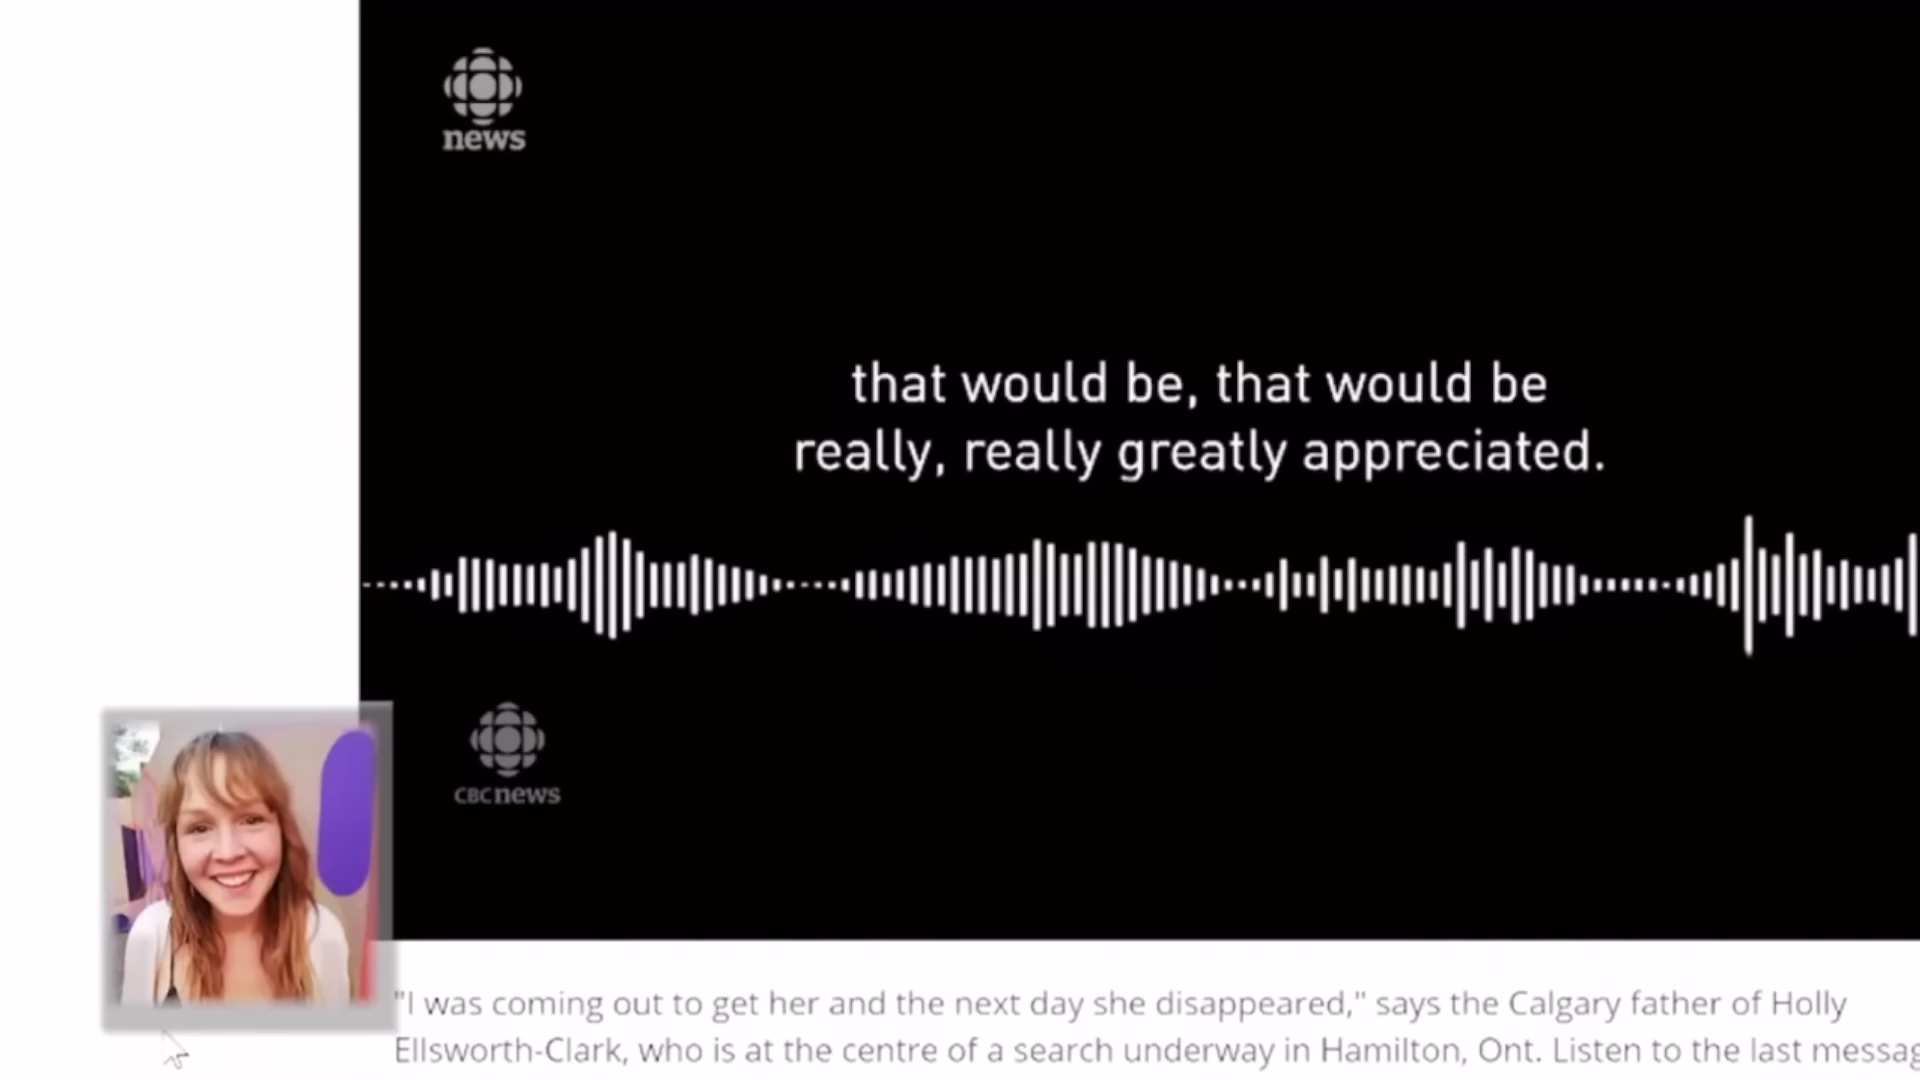 news
that would be, that would be
really, really greatly appreciated.
CBCnews
"I was coming out to get her and the next day she disappeared," says the Calgary father of Holly
Ellsworth-Clark, who is at the centre of a search underway in Hamilton, Ont. Listen to the last messag